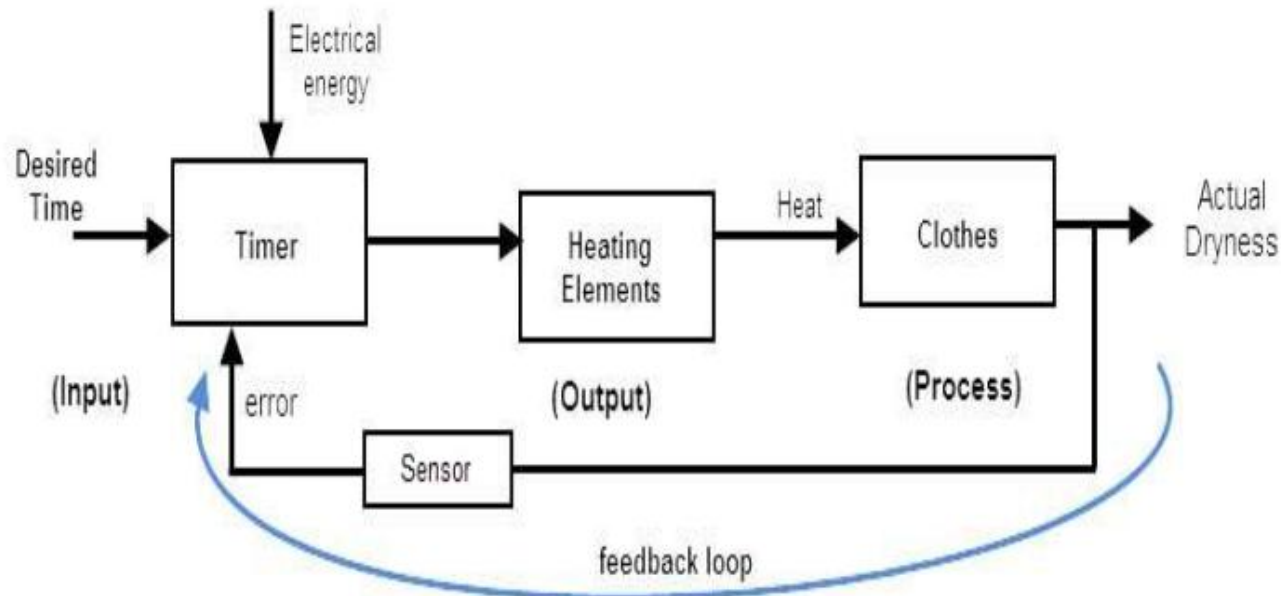 Electrical
energy
Desired
Time
Timer
Heating
Elements
Heat
Clothes
Actual
Dryness
(Input)
error
(Output)
(Process)
Sensor
feedback loop